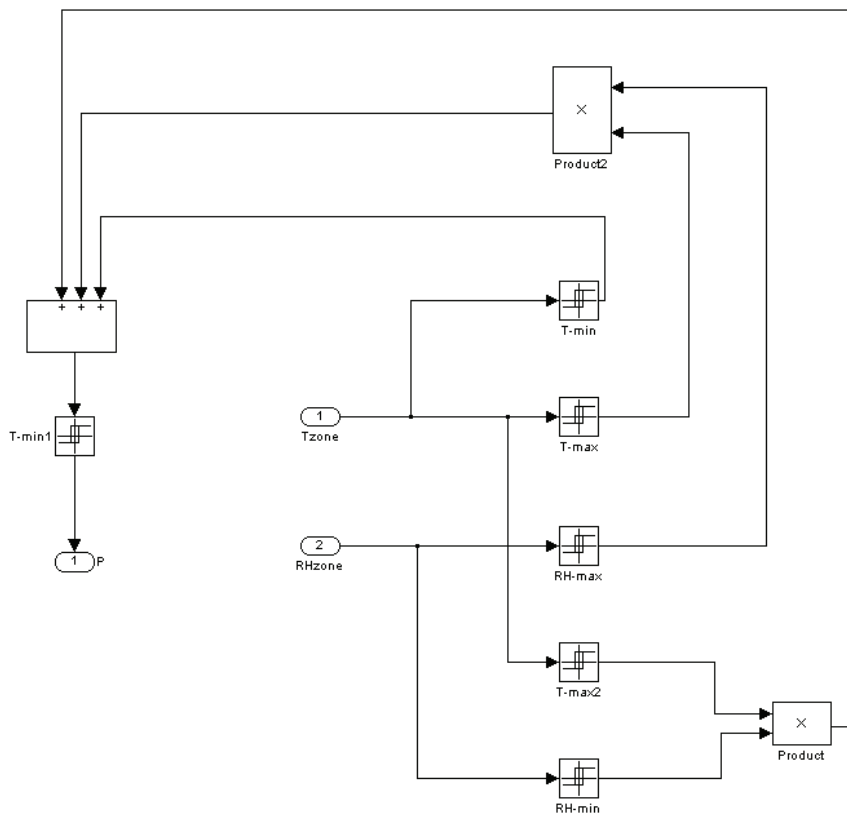 ×
Product2
+ + +
T-min
T-min1
1
Tzone
T-max
2
RHzone
RH-max
1
P
T-max2
×
Product
RH-min